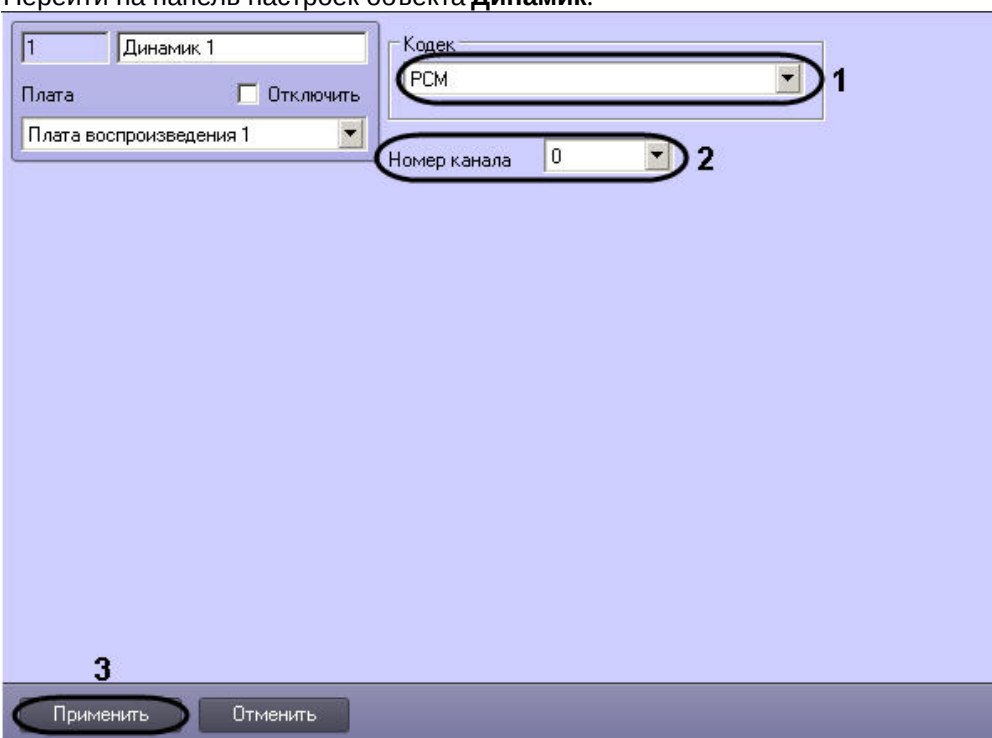 Перейти на панель настроек объекта Динамик.
1 Динамик 1
Плата Отключить
Плата воспроизведения 1
Кодек
PCM 1
Номер канала 0 2
3
Применить Отменить